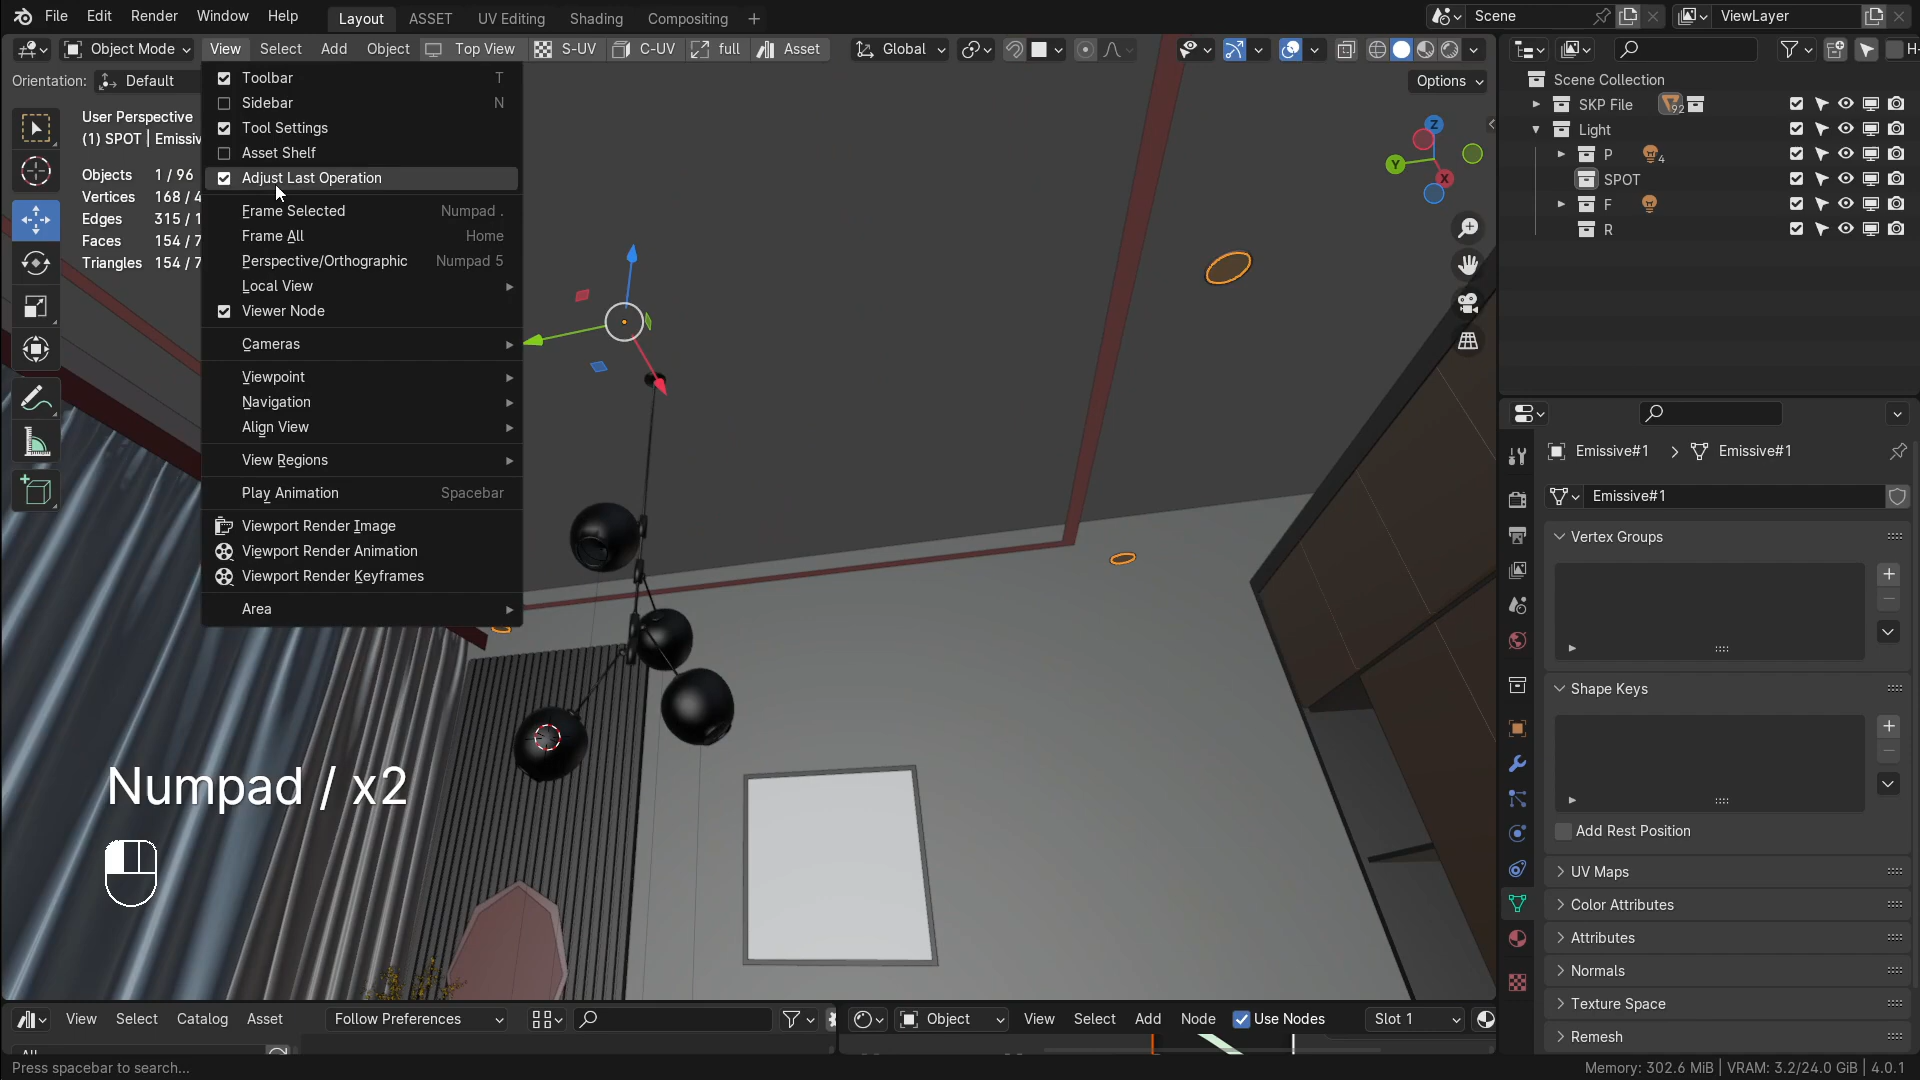 File Edit Render Window Help Layout ASSET UV Editing Shading Compositing + Scene ViewLayer
Object Mode View Select Add Object Top View S-UV C-UV full Asset Global
Orientation: Default Options
User Perspective
(1) SPOT | Emissiv
Objects 1 / 96
Vertices 168 / 4
Edges 315 / 1
Faces 154 / 7
Triangles 154 / 7
Toolbar T
Sidebar N
Tool Settings
Asset Shelf
Adjust Last Operation
Frame Selected Numpad .
Frame All Home
Perspective/Orthographic Numpad 5
Local View
Viewer Node
Cameras
Viewpoint
Navigation
Align View
View Regions
Play Animation Spacebar
Viewport Render Image
Viewport Render Animation
Viewport Render Keyframes
Area
Z
Y
X
Numpad / x2
Scene Collection
SKP File 92
Light
P 4
SPOT
F
R
Emissive#1 > Emissive#1
Emissive#1
Vertex Groups
Shape Keys
Add Rest Position
UV Maps
Color Attributes
Attributes
Normals
Texture Space
Remesh
View Select Catalog Asset Follow Preferences
Object View Select Add Node Use Nodes Slot 1
Press spacebar to search...
Memory: 302.6 MiB | VRAM: 3.2/24.0 GiB | 4.0.1